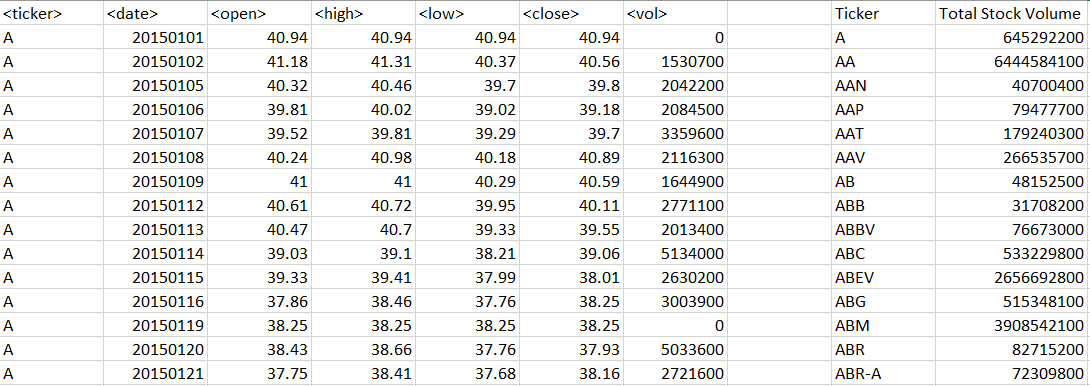 <ticker> <date> <open> <high> <low> <close> <vol> Ticker Total Stock Volume
A 20150101 40.94 40.94 40.94 40.94 0 A 645292200
A 20150102 41.18 41.31 40.37 40.56 1530700 AA 6444584100
A 20150105 40.32 40.46 39.7 39.8 2042200 AAN 40700400
A 20150106 39.81 40.02 39.02 39.18 2084500 AAP 79477700
A 20150107 39.52 39.81 39.29 39.7 3359600 AAT 179240300
A 20150108 40.24 40.98 40.18 40.89 2116300 AAV 266535700
A 20150109 41 41 40.29 40.59 1644900 AB 48152500
A 20150112 40.61 40.72 39.95 40.11 2771100 ABB 31708200
A 20150113 40.47 40.7 39.33 39.55 2013400 ABBV 76673000
A 20150114 39.03 39.1 38.21 39.06 5134000 ABC 533229800
A 20150115 39.33 39.41 37.99 38.01 2630200 ABEV 2656692800
A 20150116 37.86 38.46 37.76 38.25 3003900 ABG 515348100
A 20150119 38.25 38.25 38.25 38.25 0 ABM 3908542100
A 20150120 38.43 38.66 37.76 37.93 5033600 ABR 82715200
A 20150121 37.75 38.41 37.68 38.16 2721600 ABR-A 72309800